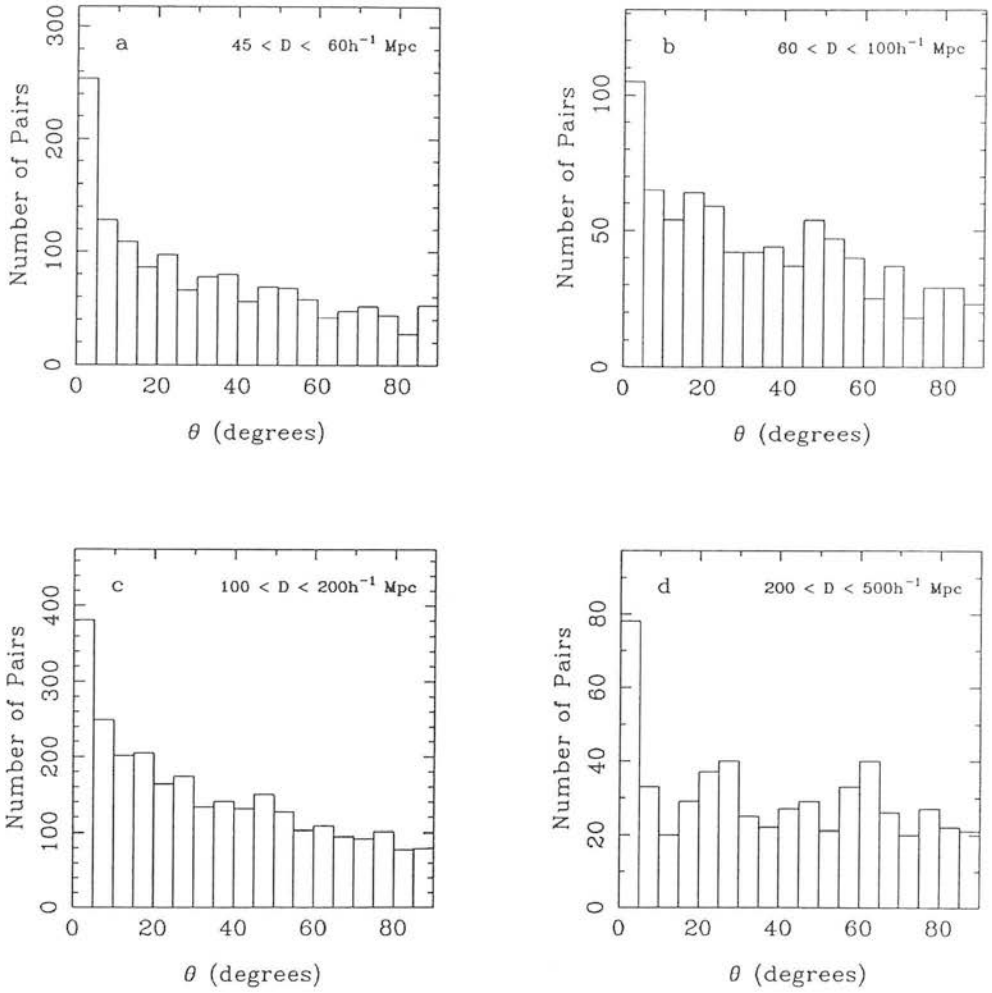 a
45 < D < 60h⁻¹ Mpc
Number of Pairs
300
200
100
0
0 20 40 60 80
θ (degrees)
b
60 < D < 100h⁻¹ Mpc
Number of Pairs
100
50
0
0 20 40 60 80
θ (degrees)
c
100 < D < 200h⁻¹ Mpc
Number of Pairs
400
300
200
100
0
0 20 40 60 80
θ (degrees)
d
200 < D < 500h⁻¹ Mpc
Number of Pairs
80
60
40
20
0
0 20 40 60 80
θ (degrees)